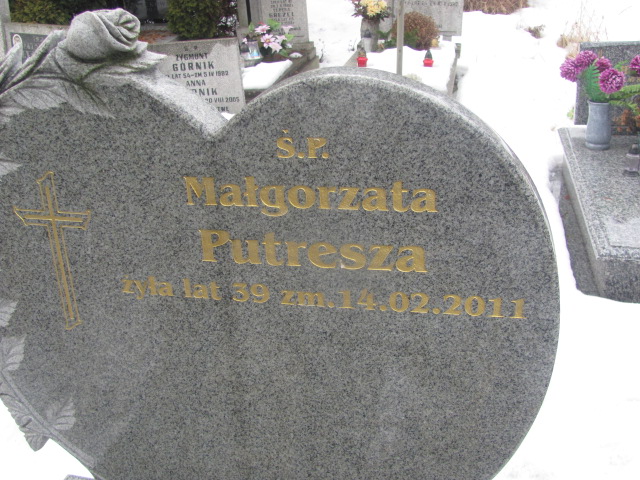 Ś.P.
Małgorzata
Putresza
żyła lat 39 zm.14.02.2011
ZYGMUNT
GÓRNIK
ANNA